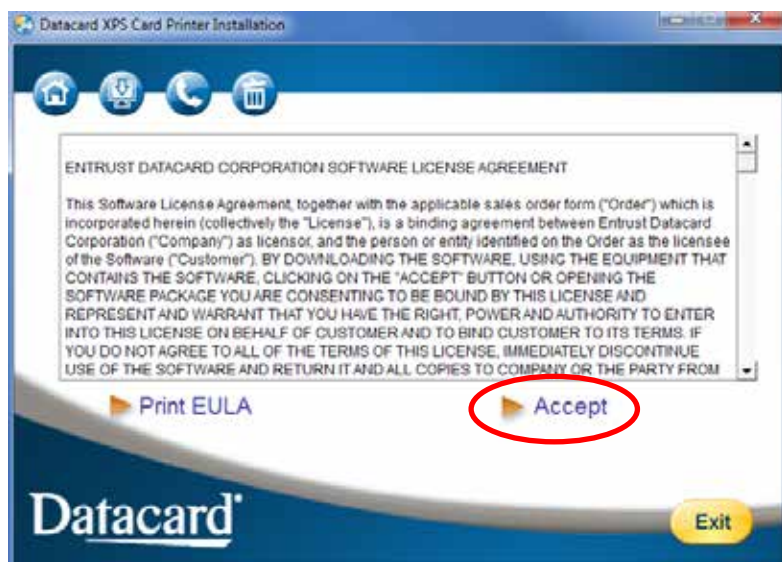 Datacard XPS Card Printer Installation
ENTRUST DATACARD CORPORATION SOFTWARE LICENSE AGREEMENT
This Software License Agreement, together with the applicable sales order form ("Order") which is
incorporated herein (collectively the "License"), is a binding agreement between Entrust Datacard
Corporation ("Company") as licensor, and the person or entity identified on the Order as the licensee
of the Software ("Customer"). BY DOWNLOADING THE SOFTWARE, USING THE EQUIPMENT THAT
CONTAINS THE SOFTWARE, CLICKING ON THE "ACCEPT" BUTTON OR OPENING THE
SOFTWARE PACKAGE YOU ARE CONSENTING TO BE BOUND BY THIS LICENSE AND
REPRESENT AND WARRANT THAT YOU HAVE THE RIGHT, POWER AND AUTHORITY TO ENTER
INTO THIS LICENSE ON BEHALF OF CUSTOMER AND TO BIND CUSTOMER TO ITS TERMS. IF
YOU DO NOT AGREE TO ALL OF THE TERMS OF THIS LICENSE, IMMEDIATELY DISCONTINUE
USE OF THE SOFTWARE AND RETURN IT AND ALL COPIES TO COMPANY OR THE PARTY FROM
Print EULA
Accept
Datacard
Exit